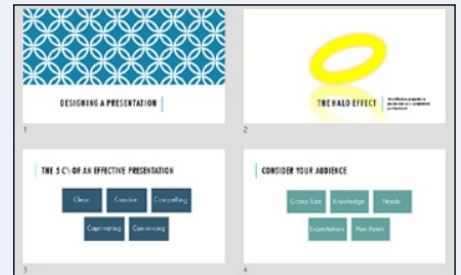 DESIGNING A PRESENTATION
1
THE HALO EFFECT
2
THE 5 C's OF AN EFFECTIVE PRESENTATION
Clear Concise Compelling
Captivating Convincing
3
CONSIDER YOUR AUDIENCE
Group Size Knowledge Needs
Expectations Pain Points
4